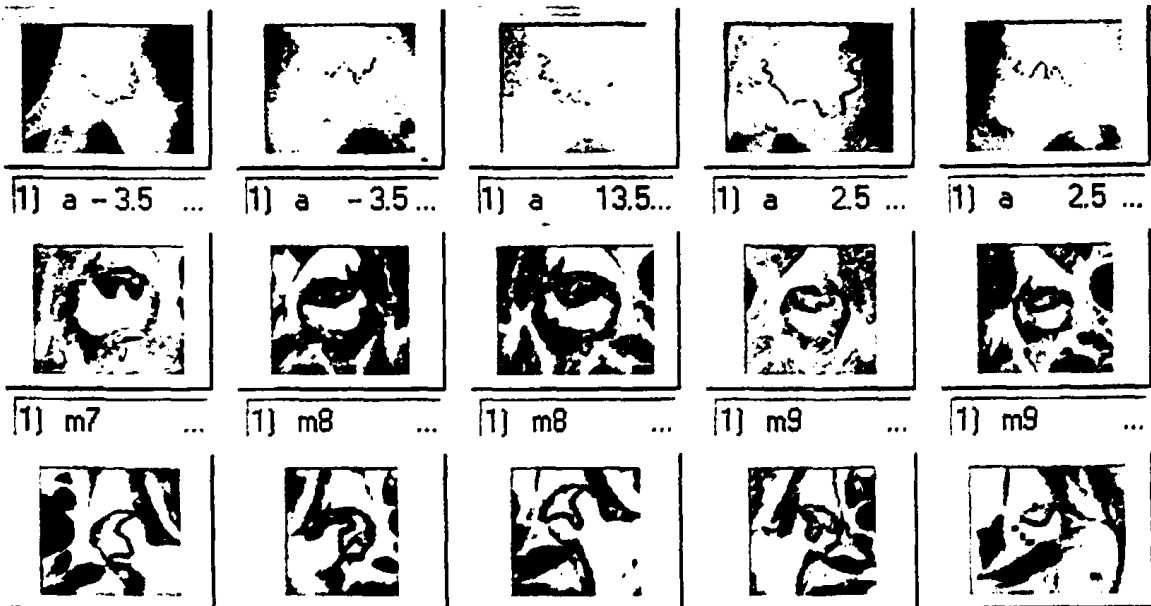 1) a - 3.5 ...
1) a - 3.5 ...
1) a 13.5...
1) a 2.5 ...
1) a 2.5 ...
1) m7 ...
1) m8 ...
1) m8 ...
1) m9 ...
1) m9 ...